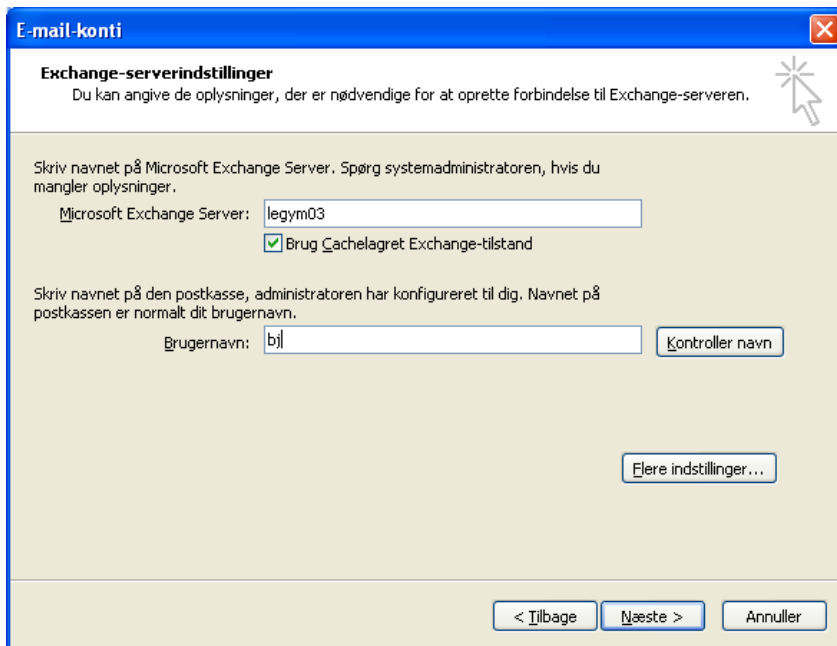 E-mail-konti
Exchange-serverindstillinger
Du kan angive de oplysninger, der er nødvendige for at oprette forbindelse til Exchange-serveren.
Skriv navnet på Microsoft Exchange Server. Spørg systemadministratoren, hvis du
mangler oplysninger.
Microsoft Exchange Server: legym03
Brug Cachelagret Exchange-tilstand
Skriv navnet på den postkasse, administratoren har konfigureret til dig. Navnet på
postkassen er normalt dit brugernavn.
Brugernavn: bj Kontroller navn
Flere indstillinger...
< Tilbage Næste > Annuller